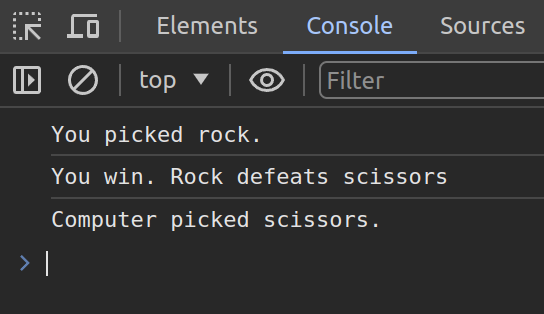 Elements Console Sources
top Filter
You picked rock.
You win. Rock defeats scissors
Computer picked scissors.
>